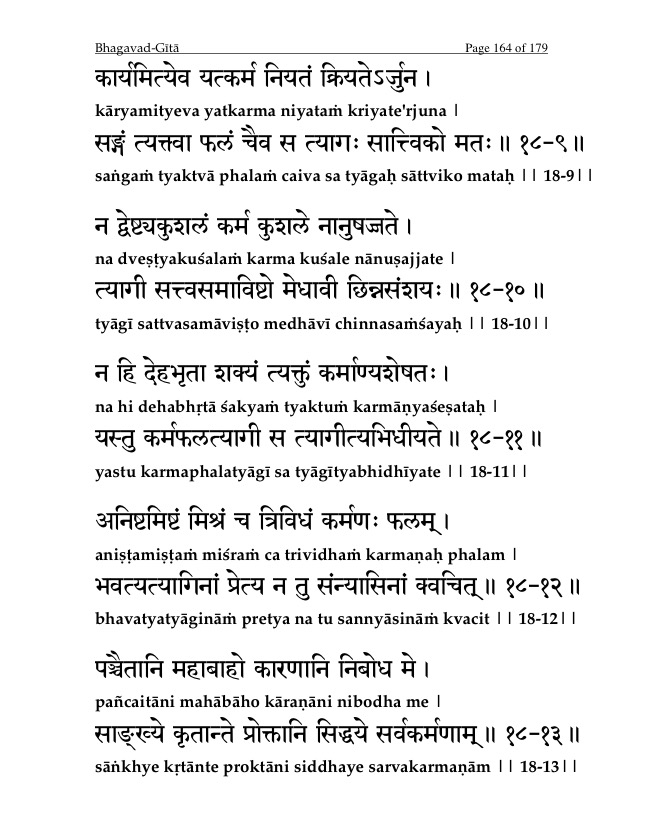 Bhagavad-Gītā Page 164 of 179
कार्यमित्येव यत्कर्म नियतं क्रियतेऽर्जुन ।
kāryamityeva yatkarma niyataṁ kriyate'rjuna |
सङ्गं त्यक्त्वा फलं चैव स त्यागः सात्त्विको मतः ॥ १८-९॥
saṅgaṁ tyaktvā phalaṁ caiva sa tyāgaḥ sāttviko mataḥ || 18-9||
न द्वेष्ट्यकुशलं कर्म कुशले नानुषज्जते ।
na dveṣṭyakuśalaṁ karma kuśale nānuṣajjate |
त्यागी सत्त्वसमाविष्टो मेधावी छिन्नसंशयः ॥ १८-१० ॥
tyāgī sattvasamāviṣṭo medhāvī chinnasaṁśayaḥ || 18-10||
न हि देहभृता शक्यं त्यक्तुं कर्माण्यशेषतः ।
na hi dehabhṛtā śakyaṁ tyaktuṁ karmāṇyaśeṣataḥ |
यस्तु कर्मफलत्यागी स त्यागीत्यभिधीयते ॥ १८-११ ॥
yastu karmaphalatyāgī sa tyāgītyabhidhīyate || 18-11||
अनिष्टमिष्टं मिश्रं च त्रिविधं कर्मणः फलम् ।
aniṣṭamiṣṭaṁ miśraṁ ca trividhaṁ karmaṇaḥ phalam |
भवत्यत्यागिनां प्रेत्य न तु संन्यासिनां क्वचित् ॥ १८-१२ ॥
bhavatyatyāgināṁ pretya na tu sannyāsināṁ kvacit || 18-12||
पञ्चैतानि महाबाहो कारणानि निबोध मे ।
pañcaitāni mahābāho kāraṇāni nibodha me |
साङ्ख्ये कृतान्ते प्रोक्तानि सिद्धये सर्वकर्मणाम् ॥ १८-१३ ॥
sāṅkhye kṛtānte proktāni siddhaye sarvakarmaṇām || 18-13||